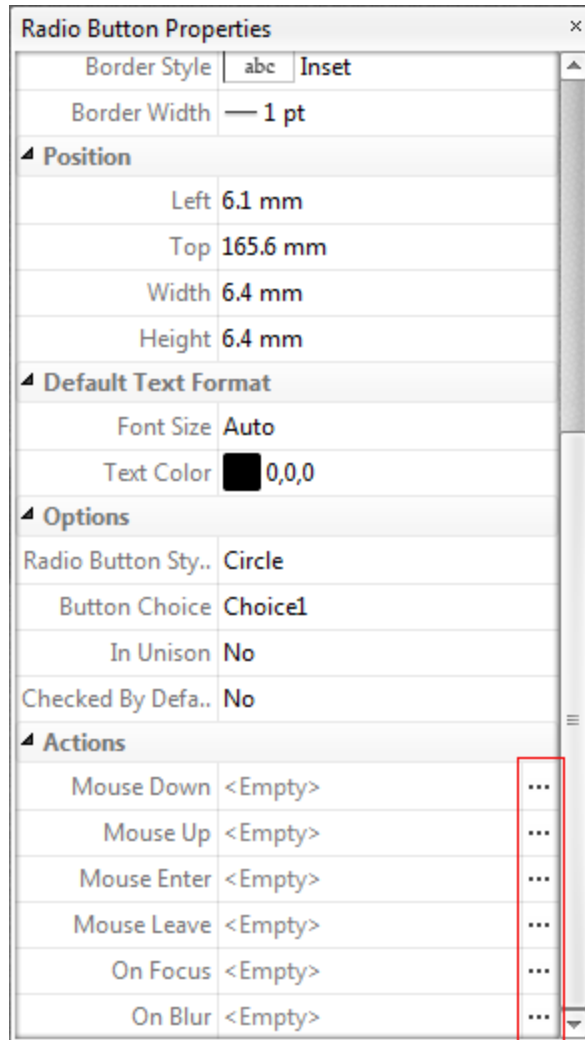 Radio Button Properties ×
Border Style abc Inset
Border Width 1 pt
Position
Left 6.1 mm
Top 165.6 mm
Width 6.4 mm
Height 6.4 mm
Default Text Format
Font Size Auto
Text Color 0,0,0
Options
Radio Button Sty.. Circle
Button Choice Choice1
In Unison No
Checked By Defa.. No
Actions
Mouse Down <Empty> ...
Mouse Up <Empty> ...
Mouse Enter <Empty> ...
Mouse Leave <Empty> ...
On Focus <Empty> ...
On Blur <Empty> ...